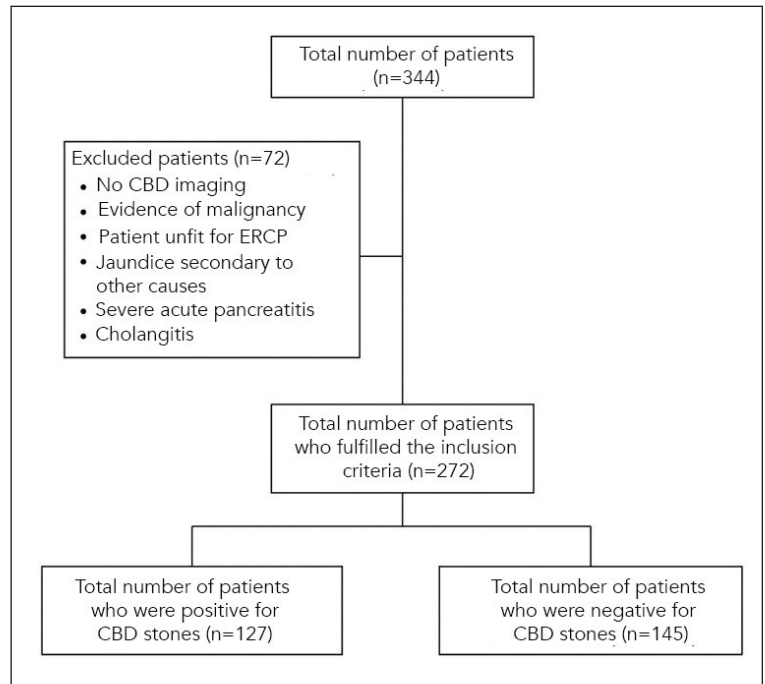 Total number of patients
(n=344)
Excluded patients (n=72)
• No CBD imaging
• Evidence of malignancy
• Patient unfit for ERCP
• Jaundice secondary to
other causes
• Severe acute pancreatitis
• Cholangitis
Total number of patients
who fulfilled the inclusion
criteria (n=272)
Total number of patients
who were positive for
CBD stones (n=127)
Total number of patients
who were negative for
CBD stones (n=145)